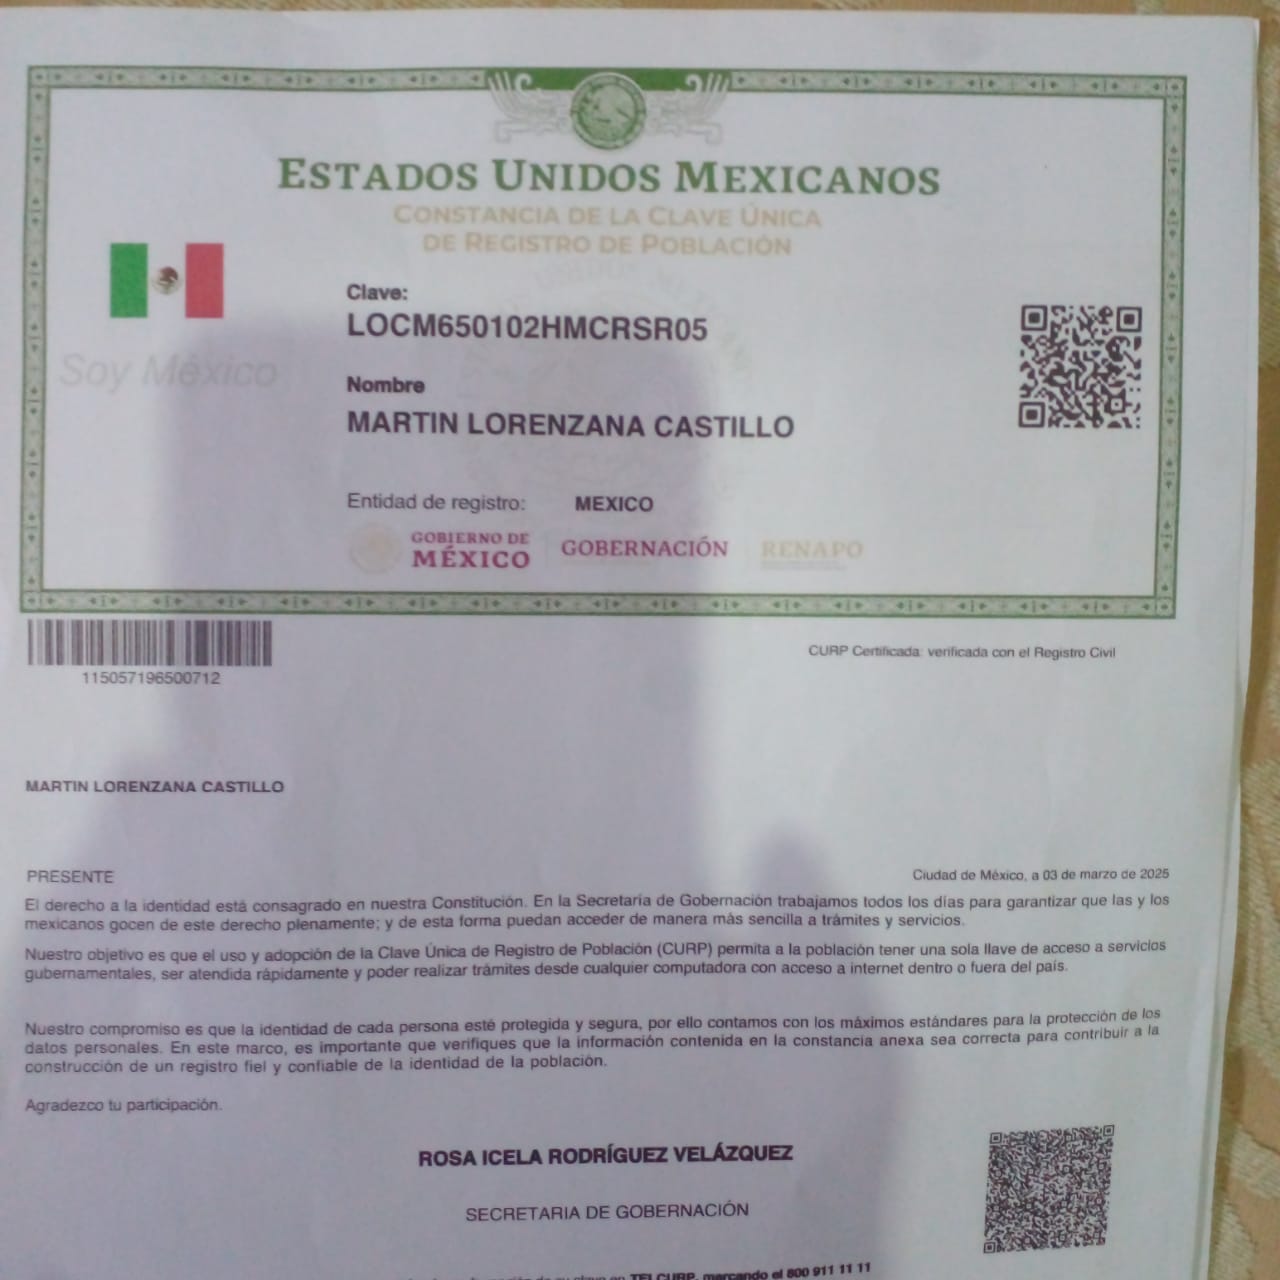 ESTADOS UNIDOS MEXICANOS
CONSTANCIA DE LA CLAVE ÚNICA
DE REGISTRO DE POBLACIÓN
Soy México
Clave:
LOCM650102HMCRSR05
Nombre
MARTIN LORENZANA CASTILLO
Entidad de registro: MEXICO
GOBIERNO DE
MÉXICO
GOBERNACIÓN
RENAPO
115057196500712
CURP Certificada: verificada con el Registro Civil
MARTIN LORENZANA CASTILLO
PRESENTE
Ciudad de México, a 03 de marzo de 2025
El derecho a la identidad está consagrado en nuestra Constitución. En la Secretaría de Gobernación trabajamos todos los días para garantizar que las y los
mexicanos gocen de este derecho plenamente; y de esta forma puedan acceder de manera más sencilla a trámites y servicios.
Nuestro objetivo es que el uso y adopción de la Clave Única de Registro de Población (CURP) permita a la población tener una sola llave de acceso a servicios
gubernamentales, ser atendida rápidamente y poder realizar trámites desde cualquier computadora con acceso a internet dentro o fuera del país.
Nuestro compromiso es que la identidad de cada persona esté protegida y segura, por ello contamos con los máximos estándares para la protección de los
datos personales. En este marco, es importante que verifiques que la información contenida en la constancia anexa sea correcta para contribuir a la
construcción de un registro fiel y confiable de la identidad de la población.
Agradezco tu participación.
ROSA ICELA RODRÍGUEZ VELÁZQUEZ
SECRETARIA DE GOBERNACIÓN
TELCURP, marcando el 800 911 11 11